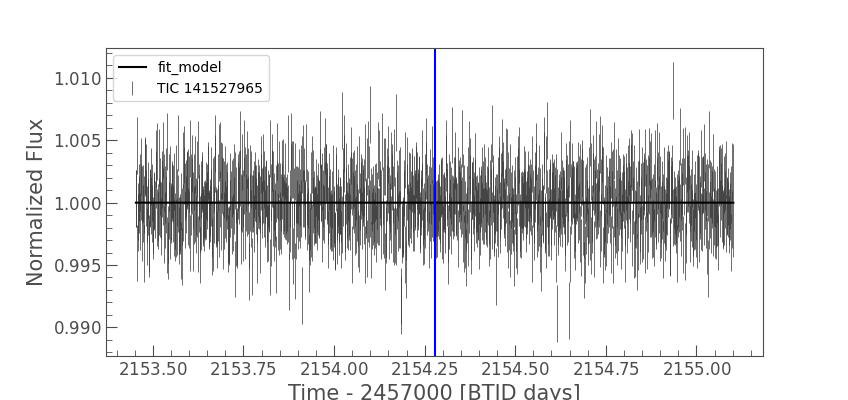 fit_model
TIC 141527965
1.010
1.005
1.000
0.995
0.990
Normalized Flux
2153.50 2153.75 2154.00 2154.25 2154.50 2154.75 2155.00
Time - 2457000 [BTJD days]